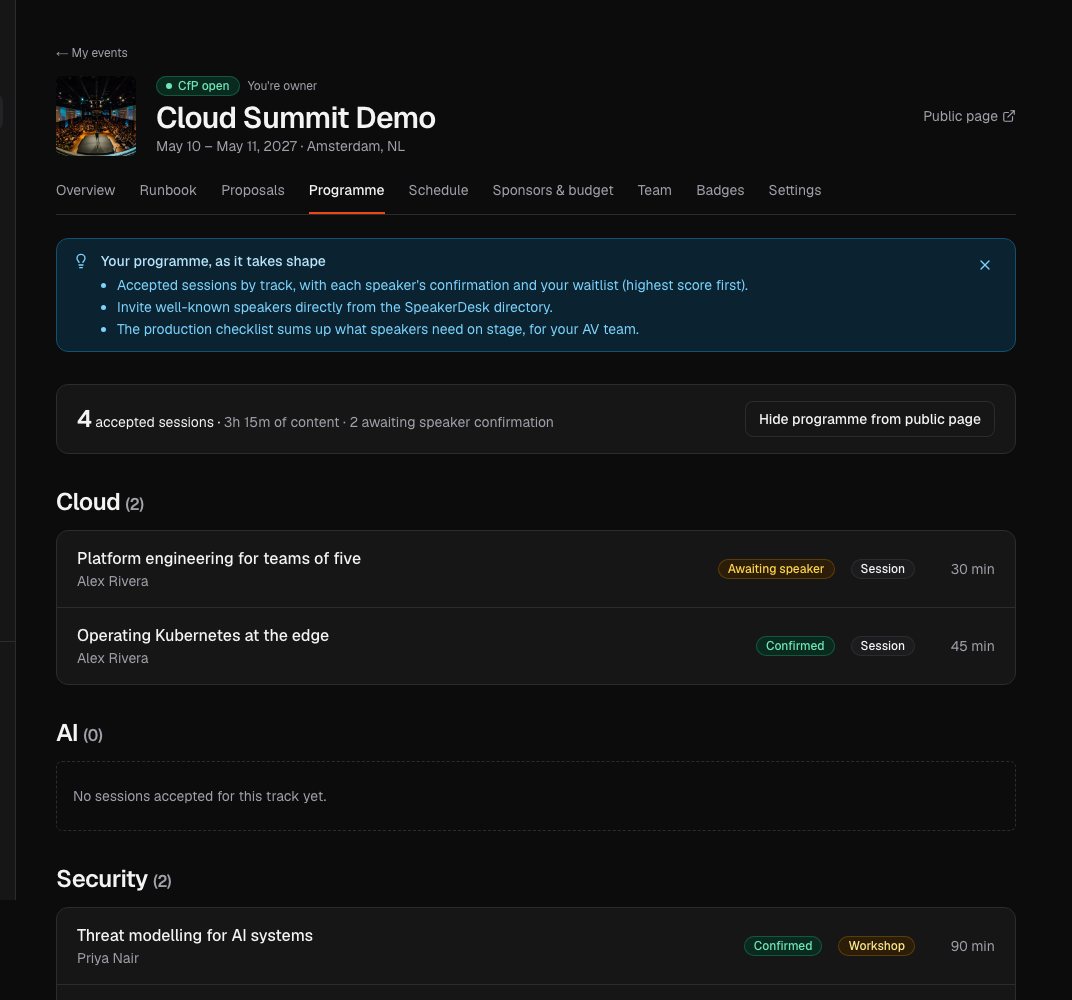 ← My events
CfP open You're owner
Cloud Summit Demo
May 10 – May 11, 2027 · Amsterdam, NL
Public page
Overview Runbook Proposals Programme Schedule Sponsors & budget Team Badges Settings
Your programme, as it takes shape
• Accepted sessions by track, with each speaker's confirmation and your waitlist (highest score first).
• Invite well-known speakers directly from the SpeakerDesk directory.
• The production checklist sums up what speakers need on stage, for your AV team.
4 accepted sessions · 3h 15m of content · 2 awaiting speaker confirmation
Hide programme from public page
Cloud (2)
Platform engineering for teams of five
Alex Rivera
Awaiting speaker Session 30 min
Operating Kubernetes at the edge
Alex Rivera
Confirmed Session 45 min
AI (0)
No sessions accepted for this track yet.
Security (2)
Threat modelling for AI systems
Priya Nair
Confirmed Workshop 90 min